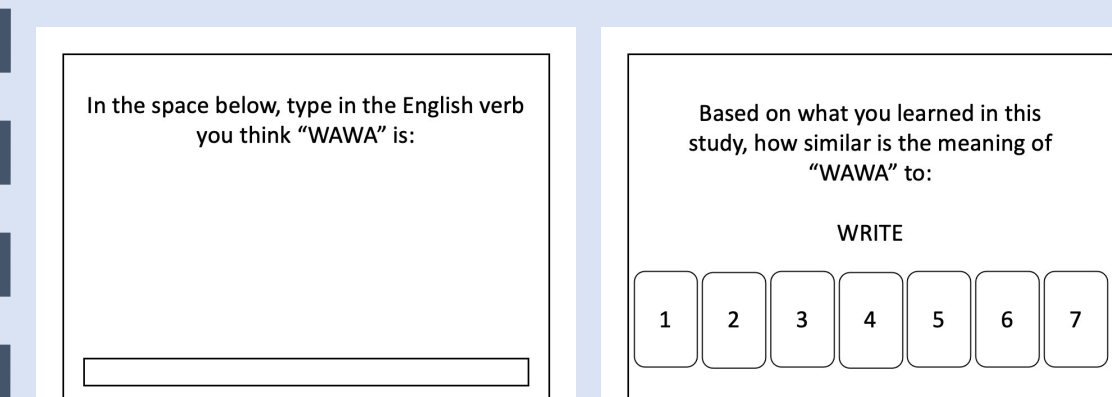 In the space below, type in the English verb
you think “WAWA” is:
Based on what you learned in this
study, how similar is the meaning of
“WAWA” to:
WRITE
1 2 3 4 5 6 7